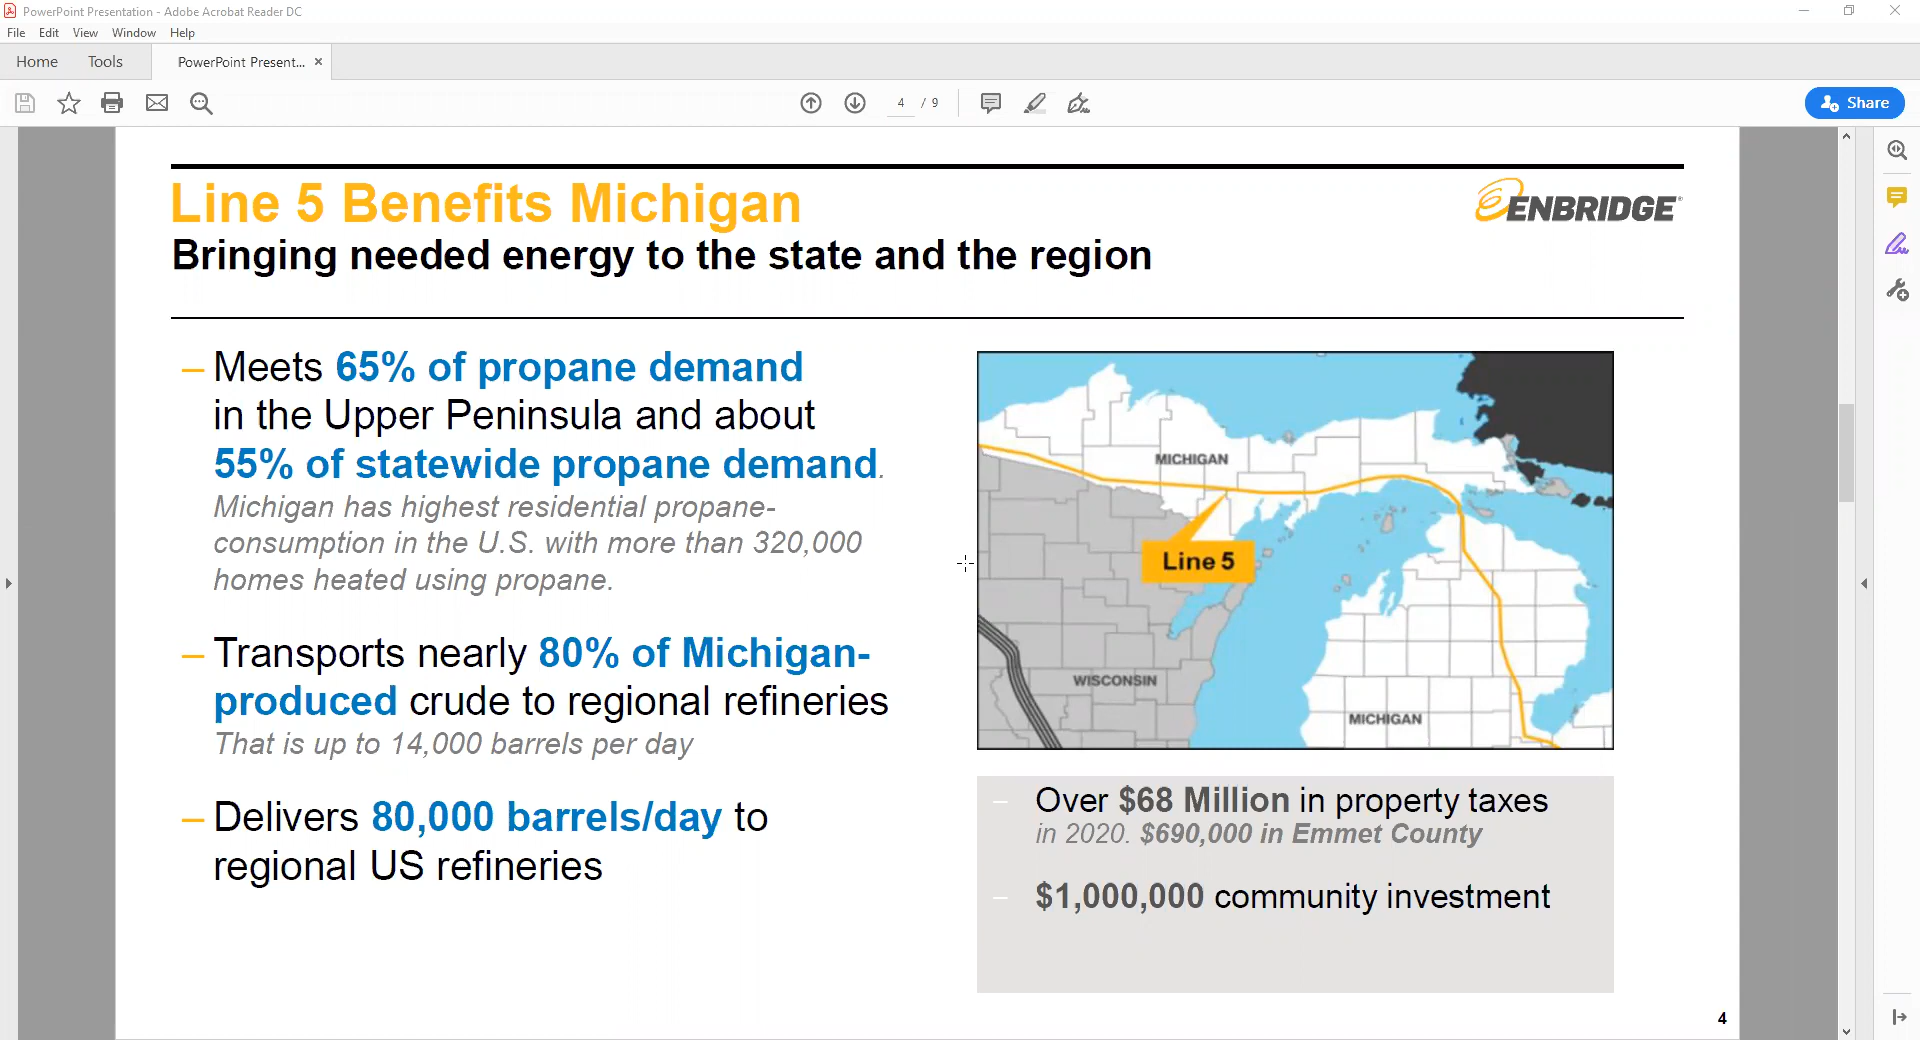 PowerPoint Presentation - Adobe Acrobat Reader DC
File Edit View Window Help
Home Tools PowerPoint Present... ×
4 / 9
Share
Line 5 Benefits Michigan
ENBRIDGE®
Bringing needed energy to the state and the region
– Meets 65% of propane demand
in the Upper Peninsula and about
55% of statewide propane demand.
Michigan has highest residential propane-
consumption in the U.S. with more than 320,000
homes heated using propane.
– Transports nearly 80% of Michigan-
produced crude to regional refineries
That is up to 14,000 barrels per day
– Delivers 80,000 barrels/day to
regional US refineries
MICHIGAN
Line 5
WISCONSIN
MICHIGAN
– Over $68 Million in property taxes
in 2020. $690,000 in Emmet County
– $1,000,000 community investment
4